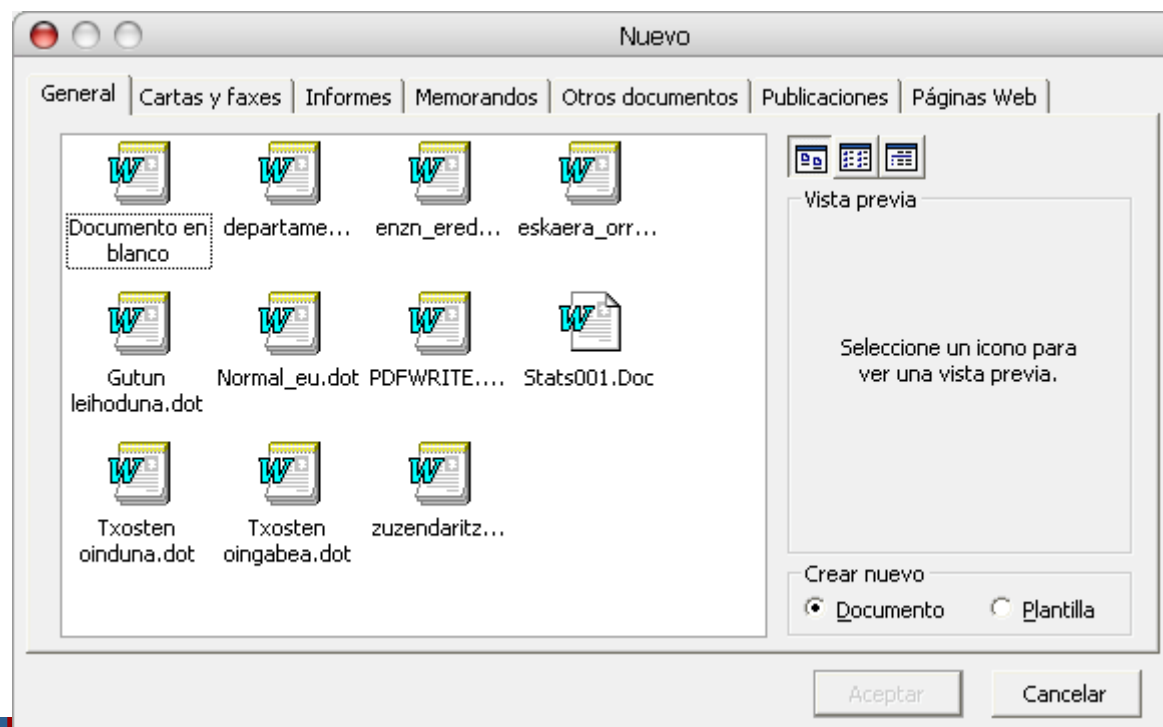 Nuevo
General Cartas y faxes Informes Memorandos Otros documentos Publicaciones Páginas Web
Documento en
blanco
departame...
enzn_ered...
eskaera_orr...
Gutun
leihoduna.dot
Normal_eu.dot
PDFWRITE....
Stats001.Doc
Txosten
oinduna.dot
Txosten
oingabea.dot
zuzendaritz...
Vista previa
Seleccione un icono para
ver una vista previa.
Crear nuevo
Documento Plantilla
Aceptar Cancelar